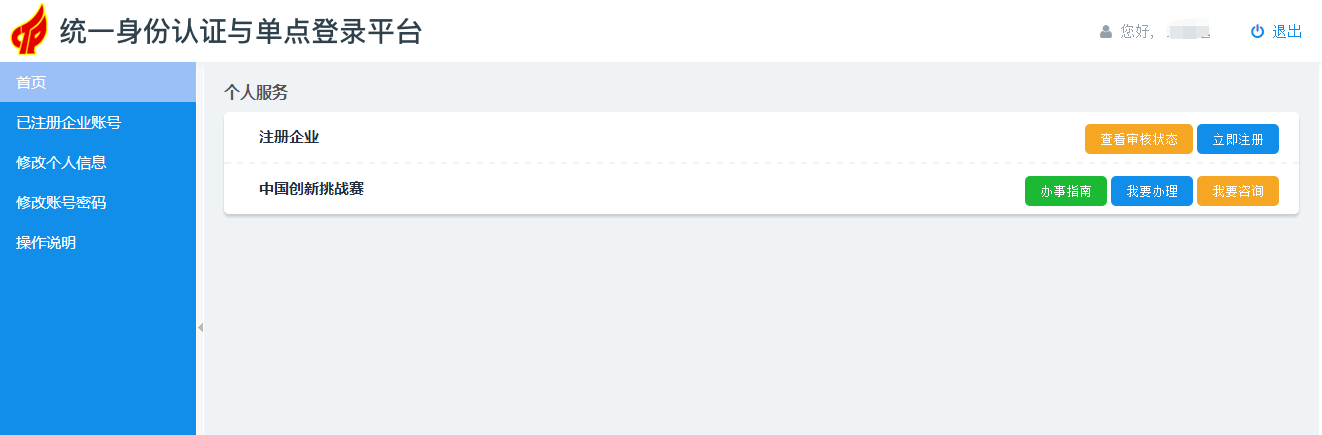 统一身份认证与单点登录平台
您好，
退出
首页
已注册企业账号
修改个人信息
修改账号密码
操作说明
个人服务
注册企业
查看审核状态
立即注册
中国创新挑战赛
办事指南
我要办理
我要咨询